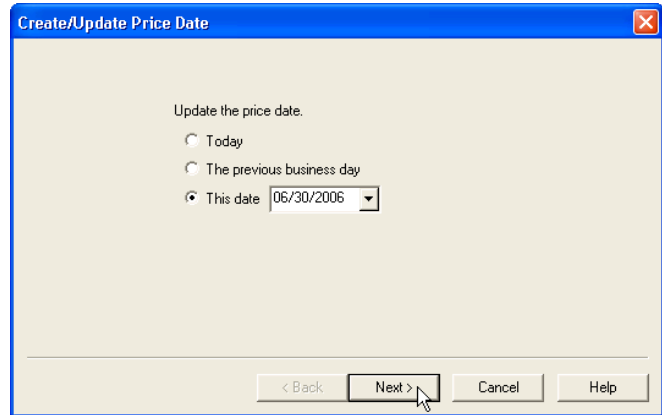 Create/Update Price Date
Update the price date.
Today
The previous business day
This date 06/30/2006
< Back Next > Cancel Help